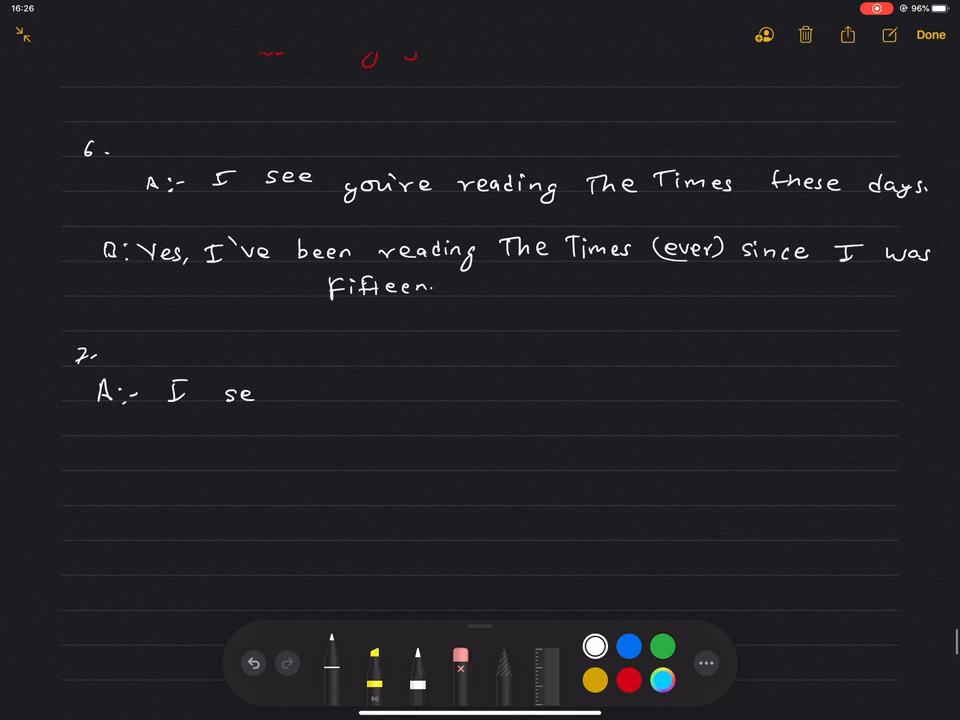 16:26
96%
Done
6.
A:- I see you're reading The Times these days.
B: Yes, I've been reading The Times (ever) since I was
Fifteen.
7.
A:- I se
80